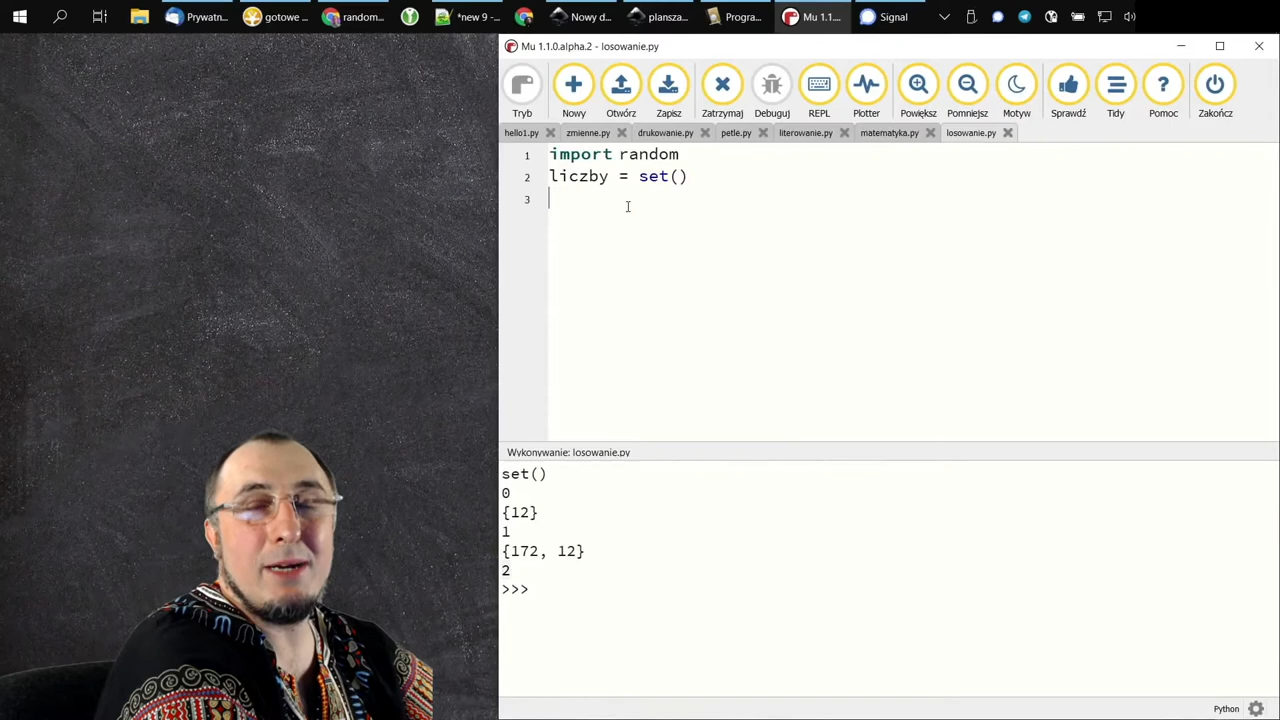 Prywatn...
gotowe ...
random...
*new 9 - ...
Nowy d...
plansza...
Progra...
Mu 1.1....
Signal
Mu 1.1.0.alpha.2 - losowanie.py
Tryb
Nowy
Otwórz
Zapisz
Zatrzymaj
Debuguj
REPL
Plotter
Powiększ
Pomniejsz
Motyw
Sprawdź
Tidy
Pomoc
Zakończ
hello1.py
zmienne.py
drukowanie.py
petle.py
literowanie.py
matematyka.py
losowanie.py
1 import random
2 liczby = set()
3
Wykonywanie: losowanie.py
set()
0
{12}
1
{172, 12}
2
>>>
Python